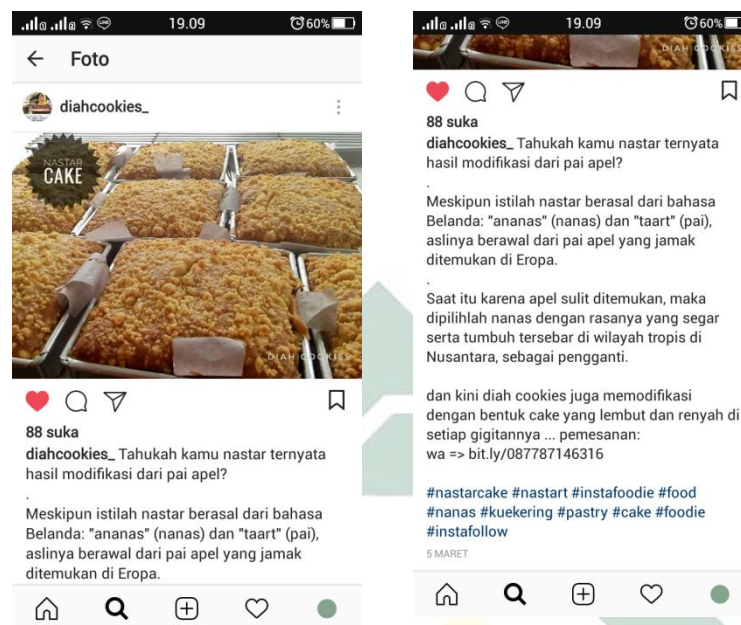 19.09
60%
Foto
diahcookies_
NASTAR
CAKE
DIAH COOKIES
88 suka
diahcookies_ Tahukah kamu nastar ternyata
hasil modifikasi dari pai apel?
.
Meskipun istilah nastar berasal dari bahasa
Belanda: "ananas" (nanas) dan "taart" (pai),
aslinya berawal dari pai apel yang jamak
ditemukan di Eropa.
19.09
60%
DIAH COOKIES
88 suka
diahcookies_ Tahukah kamu nastar ternyata
hasil modifikasi dari pai apel?
.
Meskipun istilah nastar berasal dari bahasa
Belanda: "ananas" (nanas) dan "taart" (pai),
aslinya berawal dari pai apel yang jamak
ditemukan di Eropa.
.
Saat itu karena apel sulit ditemukan, maka
dipilihlah nanas dengan rasanya yang segar
serta tumbuh tersebar di wilayah tropis di
Nusantara, sebagai pengganti.
dan kini diah cookies juga memodifikasi
dengan bentuk cake yang lembut dan renyah di
setiap gigitannya ... pemesanan:
wa => bit.ly/087787146316
#nastarcake #nastart #instafoodie #food
#nanas #kuekering #pastry #cake #foodie
#instafollow
5 MARET